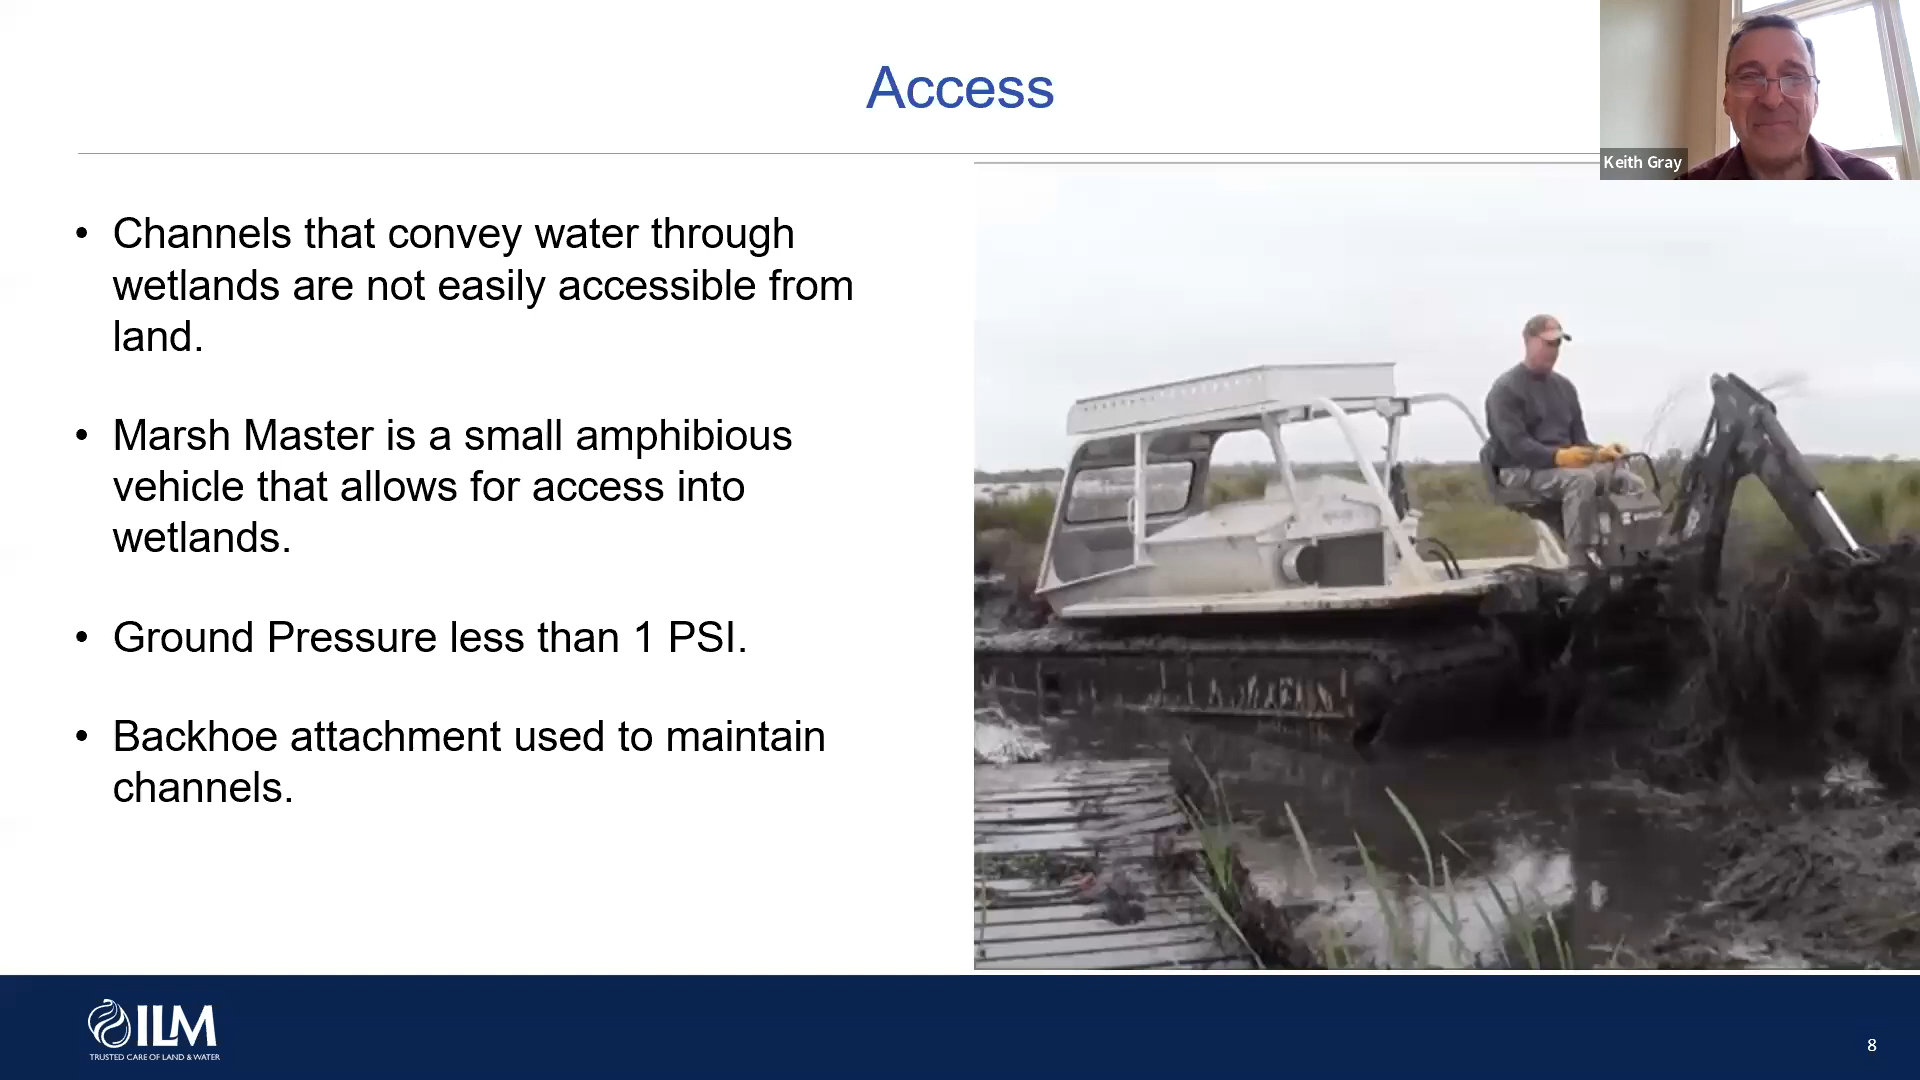 Access
Keith Gray
• Channels that convey water through
wetlands are not easily accessible from
land.
• Marsh Master is a small amphibious
vehicle that allows for access into
wetlands.
• Ground Pressure less than 1 PSI.
• Backhoe attachment used to maintain
channels.
ILM
TRUSTED CARE OF LAND & WATER
8